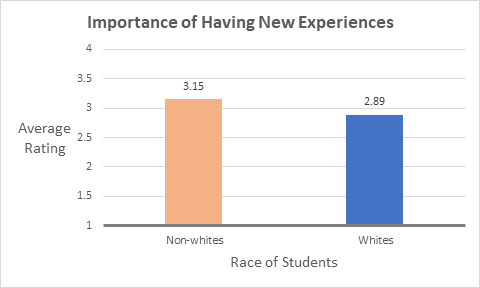 Importance of Having New Experiences
4
3.5
3
2.5
2
1.5
1
Average
Rating
3.15
2.89
Non-whites
Whites
Race of Students